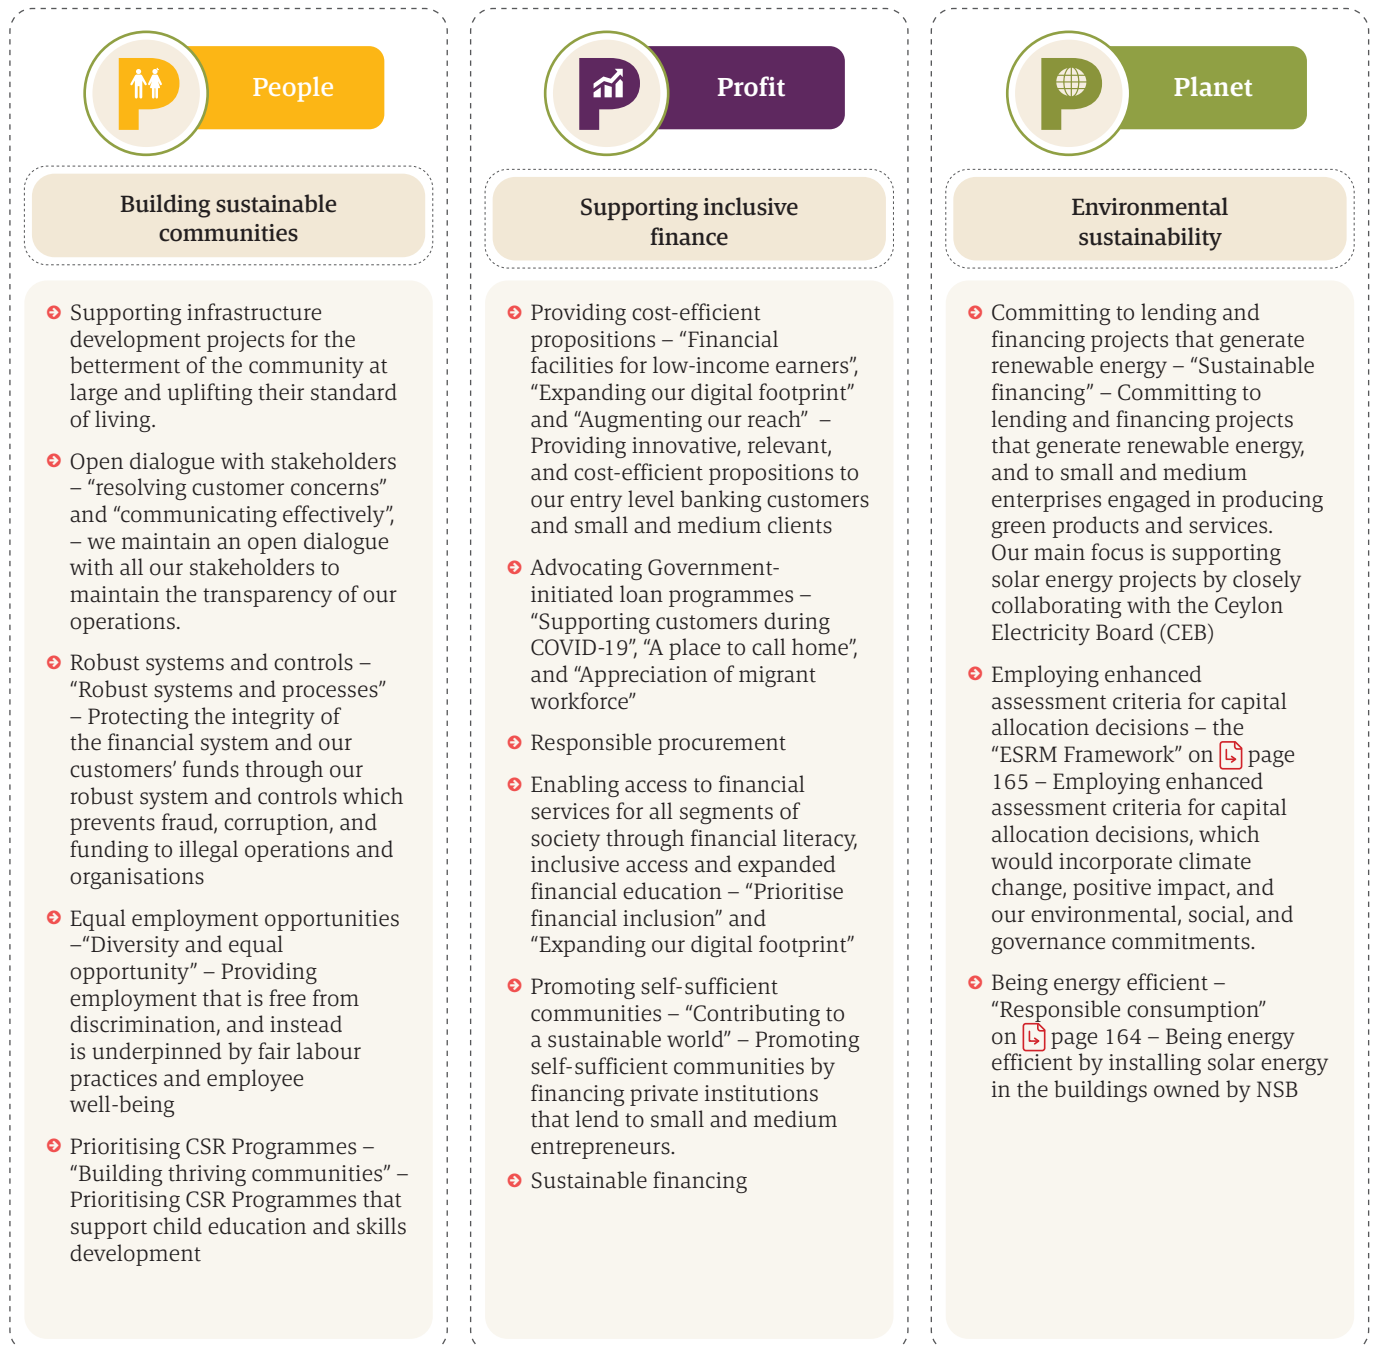 People
Building sustainable
communities
Supporting infrastructure
development projects for the
betterment of the community at
large and uplifting their standard
of living.
Open dialogue with stakeholders
– “resolving customer concerns”
and “communicating effectively”,
– we maintain an open dialogue
with all our stakeholders to
maintain the transparency of our
operations.
Robust systems and controls –
“Robust systems and processes”
– Protecting the integrity of
the financial system and our
customers’ funds through our
robust system and controls which
prevents fraud, corruption, and
funding to illegal operations and
organisations
Equal employment opportunities
–“Diversity and equal
opportunity” – Providing
employment that is free from
discrimination, and instead
is underpinned by fair labour
practices and employee
well-being
Prioritising CSR Programmes –
“Building thriving communities” –
Prioritising CSR Programmes that
support child education and skills
development
Profit
Supporting inclusive
finance
Providing cost-efficient
propositions – “Financial
facilities for low-income earners”,
“Expanding our digital footprint”
and “Augmenting our reach” –
Providing innovative, relevant,
and cost-efficient propositions to
our entry level banking customers
and small and medium clients
Advocating Government-
initiated loan programmes –
“Supporting customers during
COVID-19”, “A place to call home”,
and “Appreciation of migrant
workforce”
Responsible procurement
Enabling access to financial
services for all segments of
society through financial literacy,
inclusive access and expanded
financial education – “Prioritise
financial inclusion” and
“Expanding our digital footprint”
Promoting self-sufficient
communities – “Contributing to
a sustainable world” – Promoting
self-sufficient communities by
financing private institutions
that lend to small and medium
entrepreneurs.
Sustainable financing
Planet
Environmental
sustainability
Committing to lending and
financing projects that generate
renewable energy – “Sustainable
financing” – Committing to
lending and financing projects
that generate renewable energy,
and to small and medium
enterprises engaged in producing
green products and services.
Our main focus is supporting
solar energy projects by closely
collaborating with the Ceylon
Electricity Board (CEB)
Employing enhanced
assessment criteria for capital
allocation decisions – the
“ESRM Framework” on page
165 – Employing enhanced
assessment criteria for capital
allocation decisions, which
would incorporate climate
change, positive impact, and
our environmental, social, and
governance commitments.
Being energy efficient –
“Responsible consumption”
on page 164 – Being energy
efficient by installing solar energy
in the buildings owned by NSB